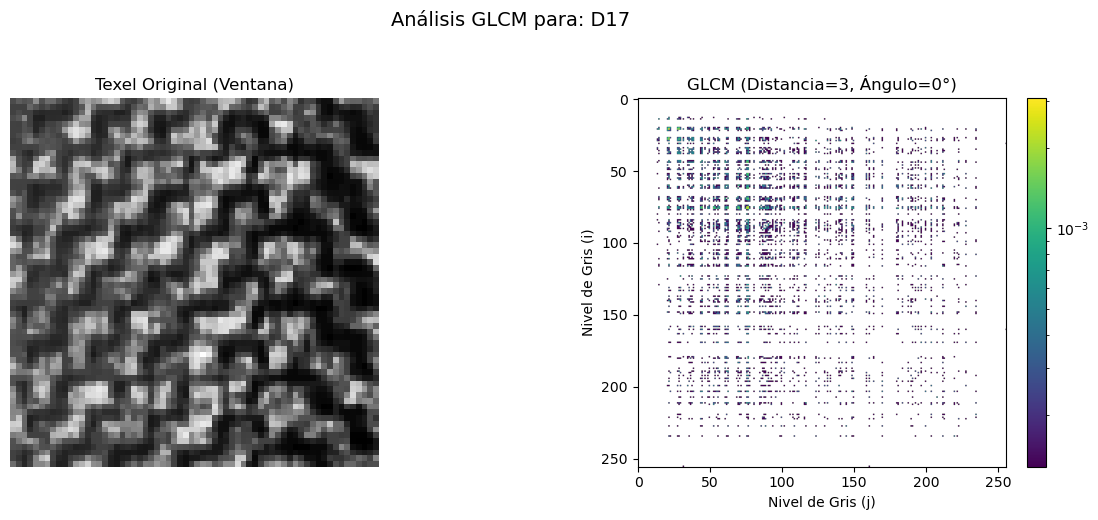 Análisis GLCM para: D17
Texel Original (Ventana)
GLCM (Distancia=3, Ángulo=0°)
Nivel de Gris (i)
0
50
100
150
200
250
0 50 100 150 200 250
Nivel de Gris (j)
10⁻³